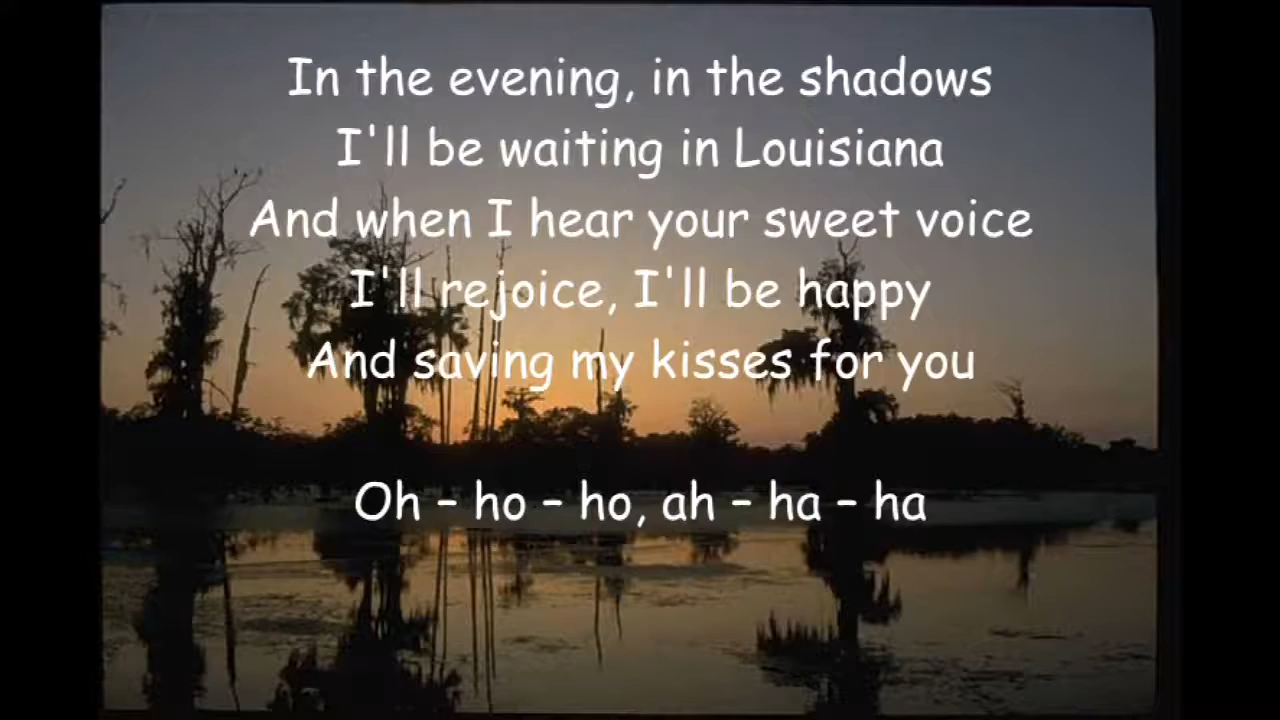 In the evening, in the shadows
I'll be waiting in Louisiana
And when I hear your sweet voice
I'll rejoice, I'll be happy
And saving my kisses for you
Oh – ho – ho, ah – ha – ha